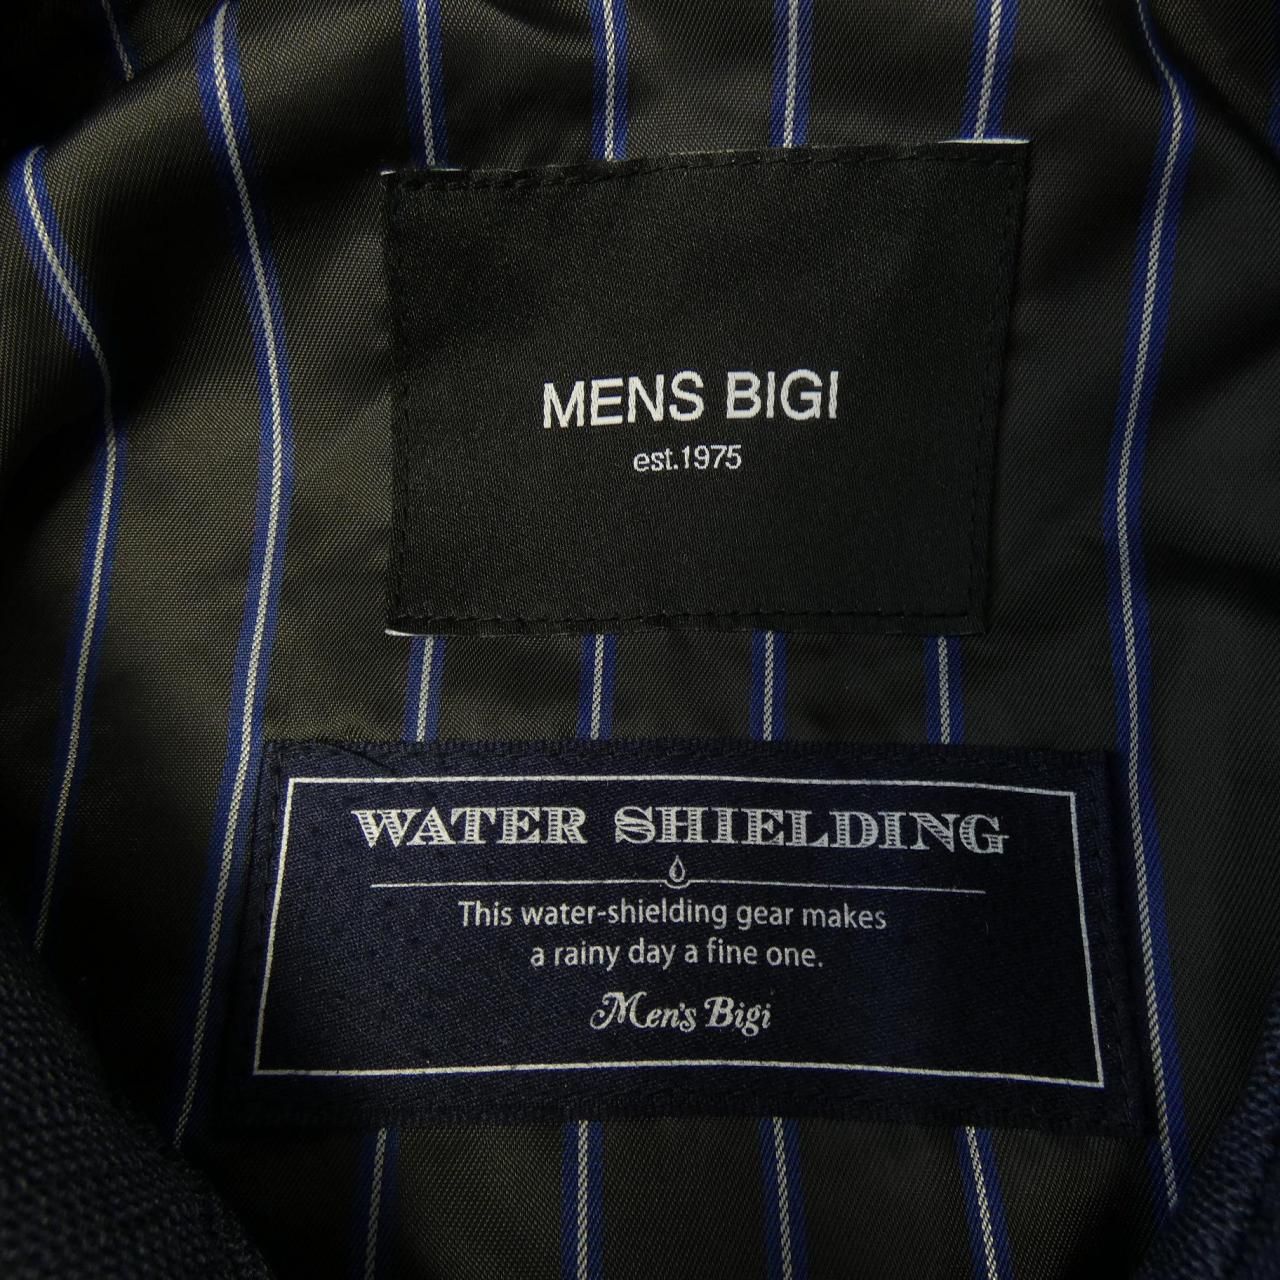 MENS BIGI
est.1975
WATER SHIELDING
This water-shielding gear makes
a rainy day a fine one.
Men's Bigi